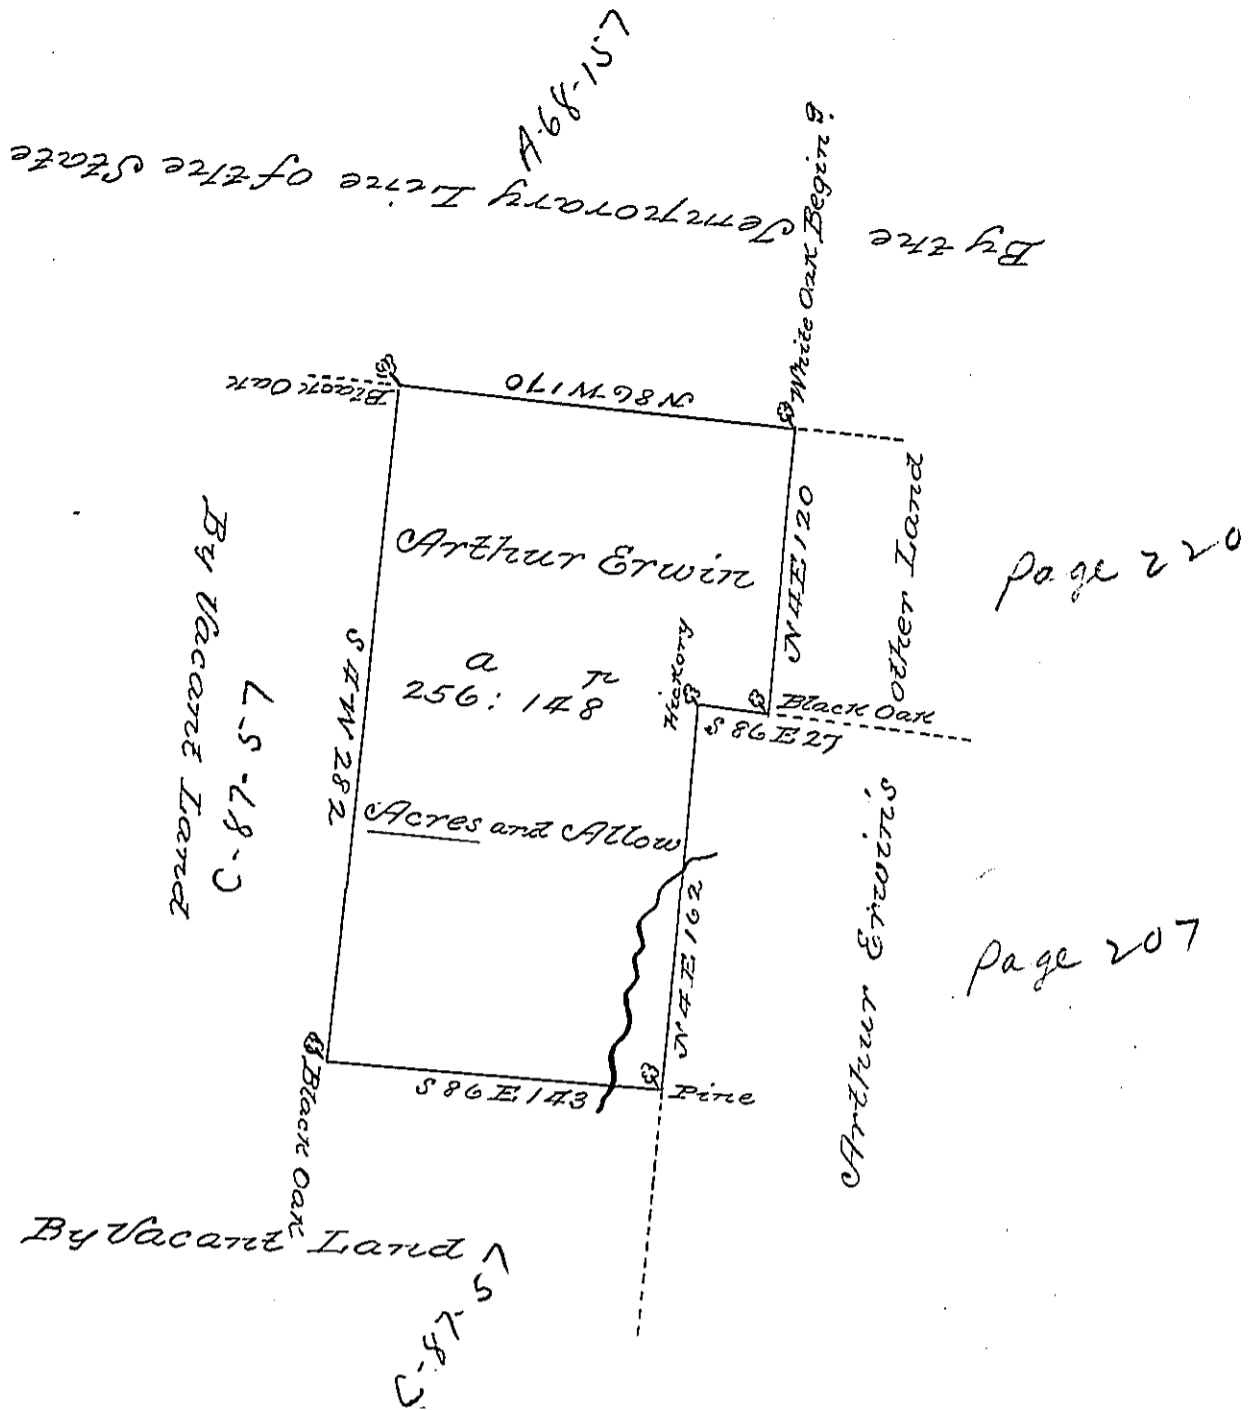 A-68-157
By the Temporary Line of the State
White Oak Begin g.
Black Oak
N 86 W 170
N 4 E 120
other Land
Page 220
Arthur Erwin
a p
256: 148
Hickory
Black Oak
S 86 E 27
S 4 W 282
By Vacant Land
C-87-57
Acres and Allow
N 4 E 162
Arthur Erwin's
Page 207
S 86 E 143
Pine
Black Oak
By Vacant Land
C-87-57